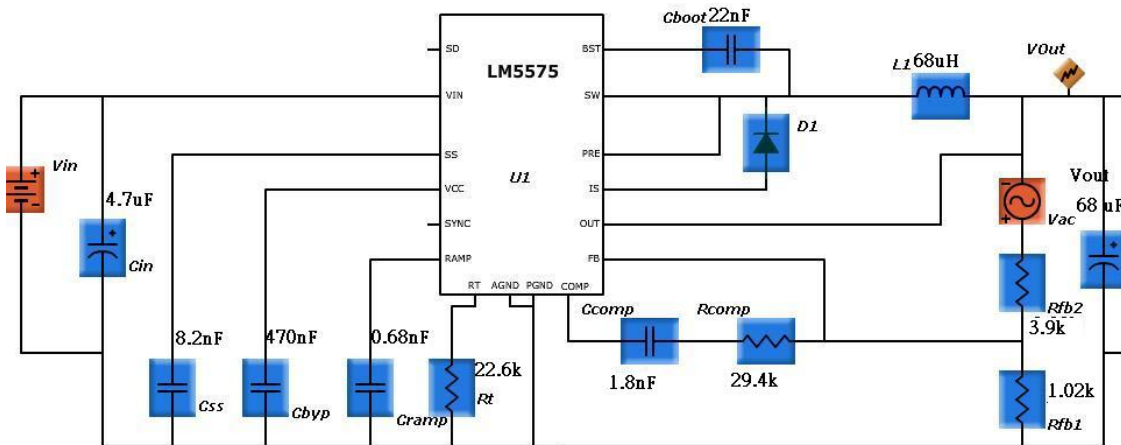 Cboot 22nF
SD
BST
LM5575
L1 68uH
VOut
VIN
SW
D1
Vin
SS
PRE
U1
VCC
IS
Vout
4.7uF
68 uF
SYNC
OUT
Vac
Cin
RAMP
FB
RT
AGND
PGND
COMP
Ccomp
Rcomp
Rfb2
3.9k
8.2nF
470nF
0.68nF
22.6k
1.8nF
29.4k
1.02k
Css
Cbyp
Cramp
Rt
Rfb1